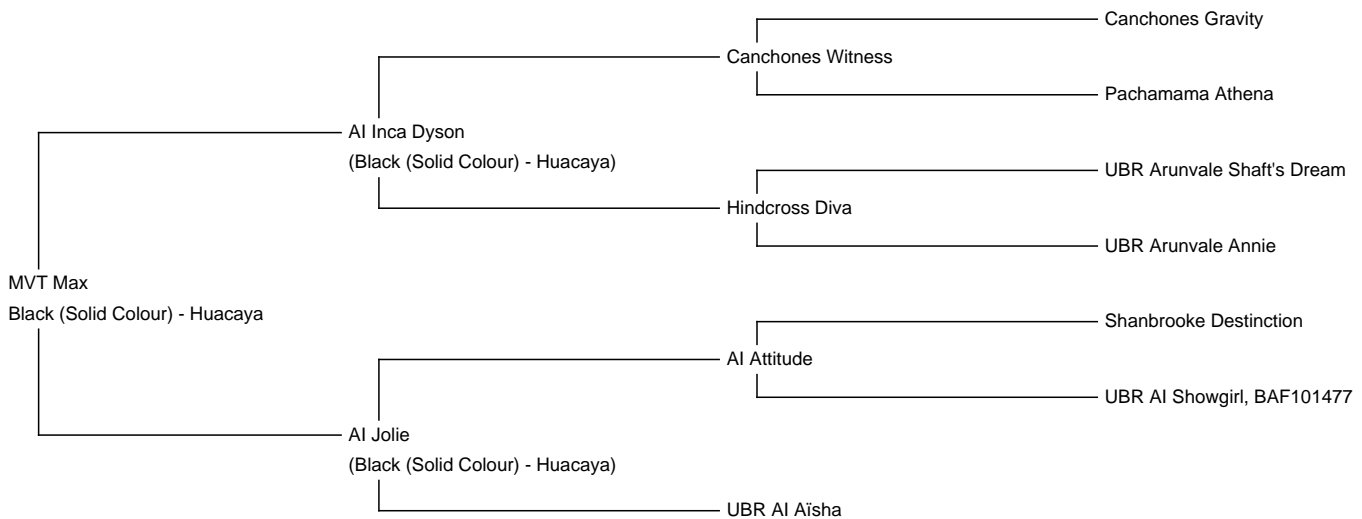 Canchones Gravity
Canchones Witness
Pachamama Athena
AI Inca Dyson
(Black (Solid Colour) - Huacaya)
UBR Arunvale Shaft's Dream
Hindcross Diva
UBR Arunvale Annie
MVT Max
Black (Solid Colour) - Huacaya
Shanbrooke Destinction
AI Attitude
UBR AI Showgirl, BAF101477
AI Jolie
(Black (Solid Colour) - Huacaya)
UBR AI Aïsha